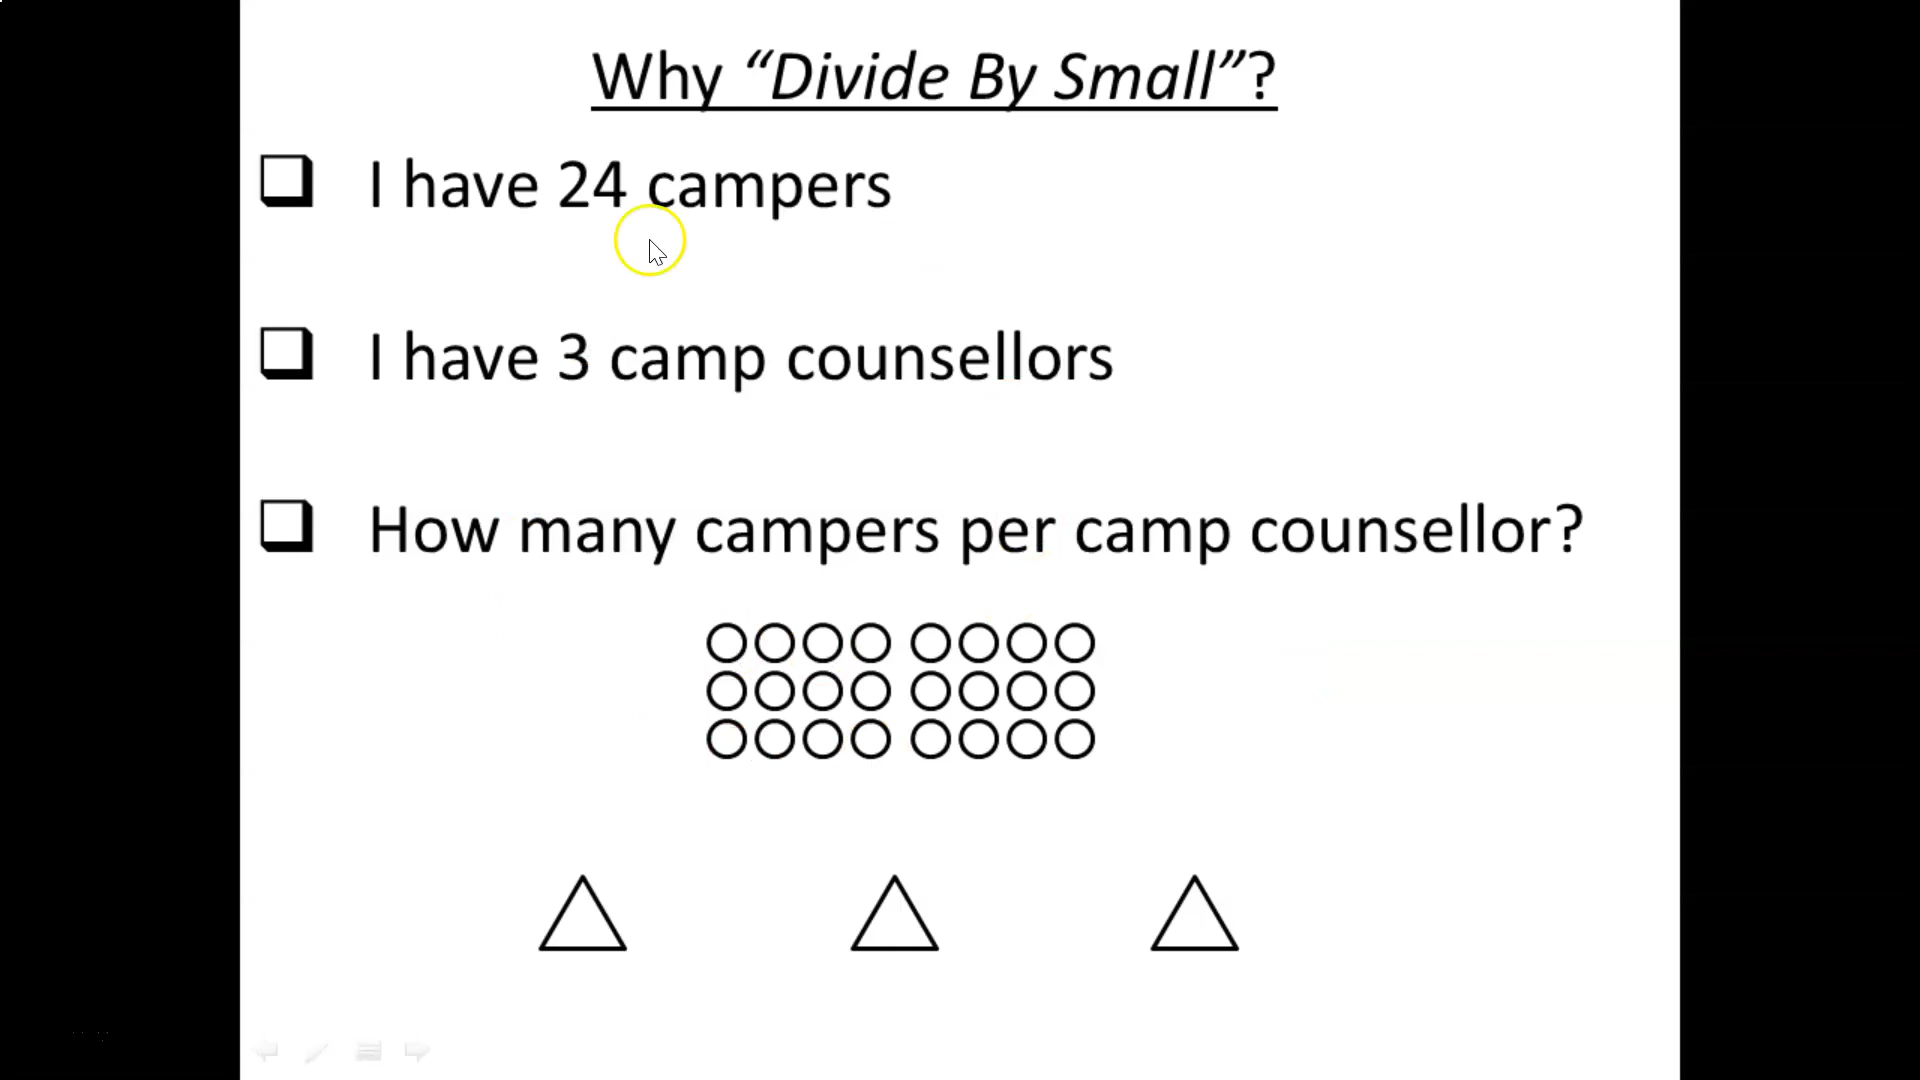 Why “Divide By Small”?
I have 24 campers
I have 3 camp counsellors
How many campers per camp counsellor?